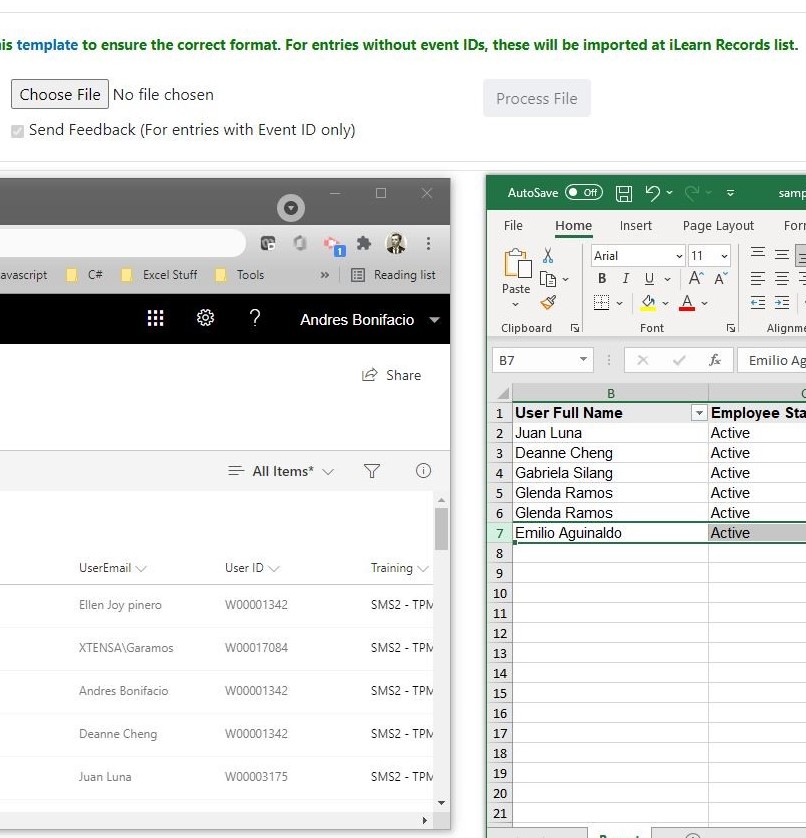 is template to ensure the correct format. For entries without event IDs, these will be imported at iLearn Records list.
Choose File No file chosen
Process File
Send Feedback (For entries with Event ID only)
1
avascript C# Excel Stuff Tools » Reading list
? Andres Bonifacio
Share
All Items*
UserEmail User ID Training
Ellen Joy pinero W00001342 SMS2 - TPM
XTENSA\Garamos W00017084 SMS2 - TPM
Andres Bonifacio W00001342 SMS2 - TPM
Deanne Cheng W00001342 SMS2 - TPM
Juan Luna W00003175 SMS2 - TPM
AutoSave Off samp
File Home Insert Page Layout For
Paste
Arial 11
B I U A A
A
Clipboard Font Alignme
B7 fx Emilio Ag
B
1 User Full Name Employee Sta
2 Juan Luna Active
3 Deanne Cheng Active
4 Gabriela Silang Active
5 Glenda Ramos Active
6 Glenda Ramos Active
7 Emilio Aguinaldo Active
8
9
10
11
12
13
14
15
16
17
18
19
20
21